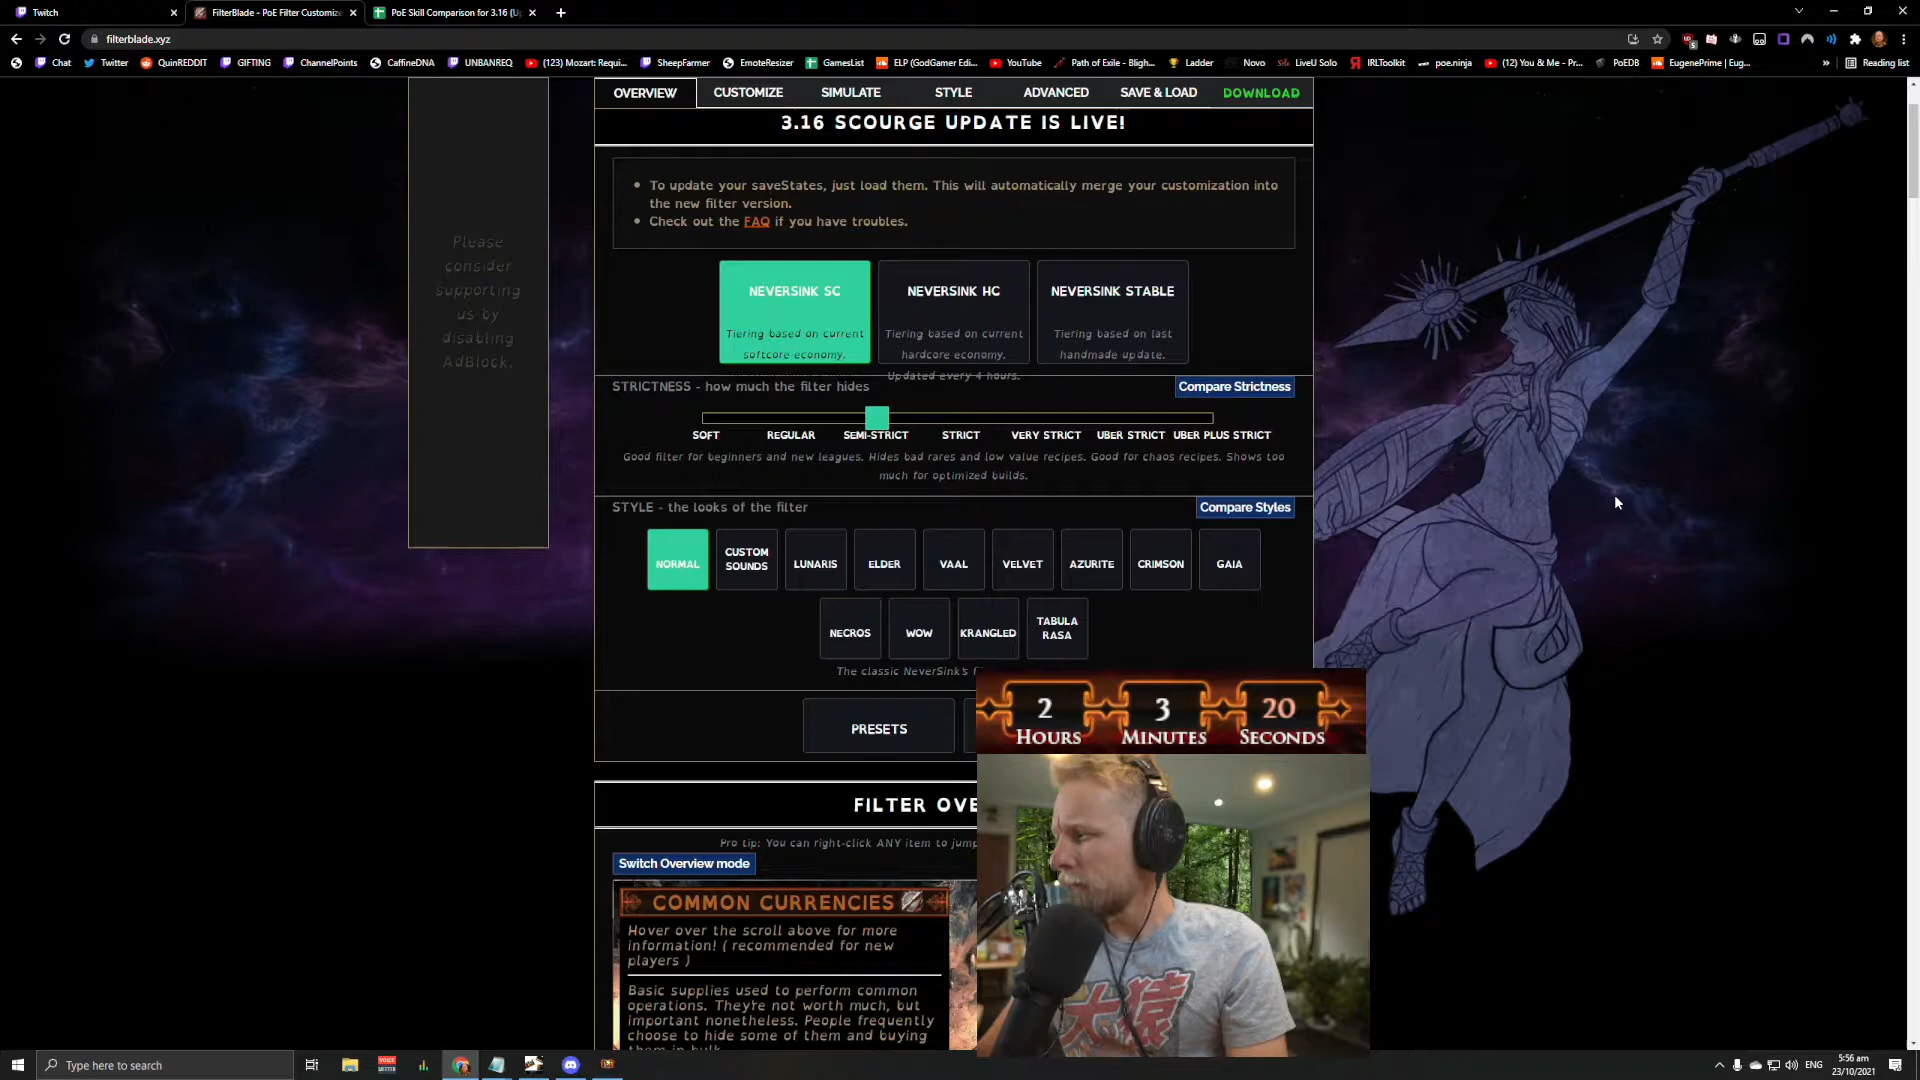 Twitch
FilterBlade - PoE Filter Customize
PoE Skill Comparison for 3.16 (U
filterblade.xyz
Chat
Twitter
QuinREDDIT
GIFTING
ChannelPoints
CaffineDNA
UNBANREQ
(123) Mozart: Requi...
SheepFarmer
EmoteResizer
GamesList
ELP (GodGamer Edi...
YouTube
Path of Exile - Bligh...
Ladder
Novo
LiveU Solo
IRLToolkit
poe.ninja
(12) You & Me - Pr...
PoEDB
EugenePrime | Eug...
»
Reading list
OVERVIEW
CUSTOMIZE
SIMULATE
STYLE
ADVANCED
SAVE & LOAD
DOWNLOAD
3.16 SCOURGE UPDATE IS LIVE!
• To update your saveStates, just load them. This will automatically merge your customization into
the new filter version.
• Check out the FAQ if you have troubles.
Please
consider
supporting
us by
disabling
AdBlock.
NEVERSINK SC
Tiering based on current
softcore economy.
NEVERSINK HC
Tiering based on current
hardcore economy.
Updated every 4 hours.
NEVERSINK STABLE
Tiering based on last
handmade update.
STRICTNESS - how much the filter hides
Compare Strictness
SOFT
REGULAR
SEMI-STRICT
STRICT
VERY STRICT
UBER STRICT
UBER PLUS STRICT
Good filter for beginners and new leagues. Hides bad rares and low value recipes. Good for chaos recipes. Shows too
much for optimized builds.
STYLE - the looks of the filter
Compare Styles
NORMAL
CUSTOM
SOUNDS
LUNARIS
ELDER
VAAL
VELVET
AZURITE
CRIMSON
GAIA
NECROS
WOW
KRANGLED
TABULA
RASA
The classic NeverSink's
PRESETS
2
HOURS
3
MINUTES
20
SECONDS
FILTER OVE
Pro tip: You can right-click ANY item to jump
Switch Overview mode
COMMON CURRENCIES
Hover over the scroll above for more
information! ( recommended for new
players )
Basic supplies used to perform common
operations. They're not worth much, but
important nonetheless. People frequently
choose to hide some of them and buying
them in bulk
大猿
Type here to search
ENG
5:56 am
23/10/2021